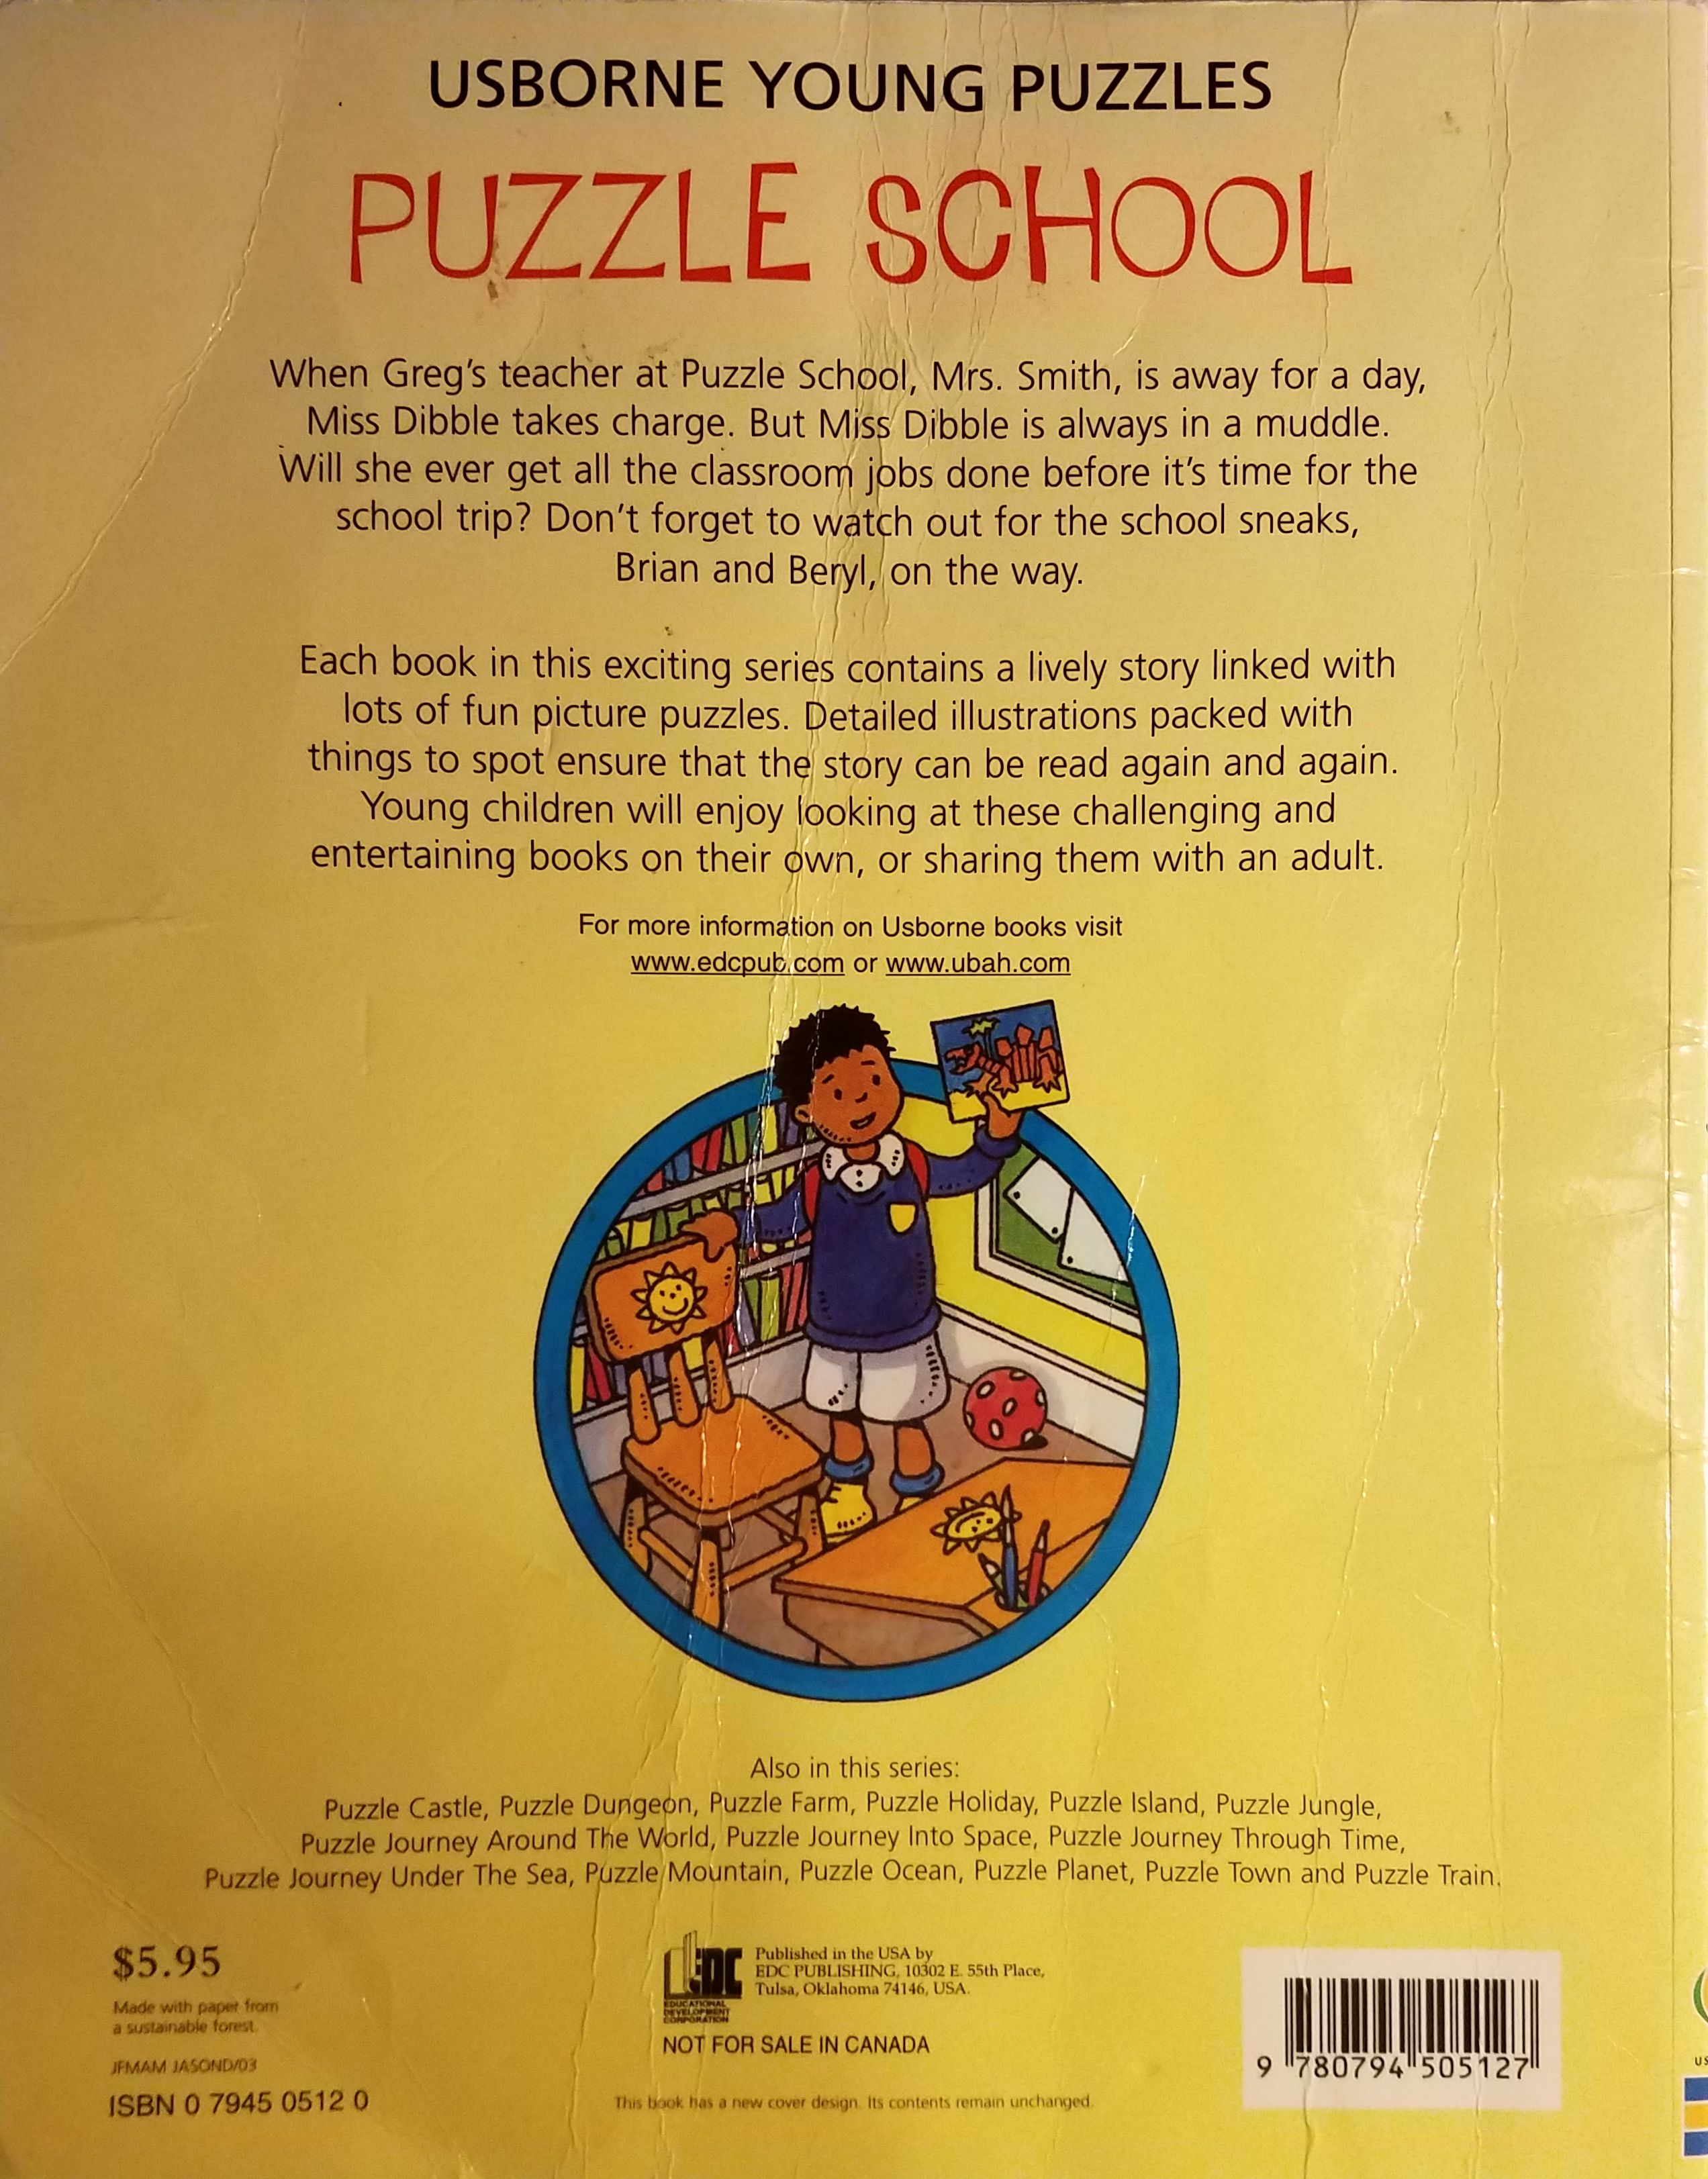 USBORNE YOUNG PUZZLES
PUZZLE SCHOOL
When Greg's teacher at Puzzle School, Mrs. Smith, is away for a day,
Miss Dibble takes charge. But Miss Dibble is always in a muddle.
Will she ever get all the classroom jobs done before it's time for the
school trip? Don't forget to watch out for the school sneaks,
Brian and Beryl, on the way.
Each book in this exciting series contains a lively story linked with
lots of fun picture puzzles. Detailed illustrations packed with
things to spot ensure that the story can be read again and again.
Young children will enjoy looking at these challenging and
entertaining books on their own, or sharing them with an adult.
For more information on Usborne books visit
www.edcpub.com or www.ubah.com
Also in this series:
Puzzle Castle, Puzzle Dungeon, Puzzle Farm, Puzzle Holiday, Puzzle Island, Puzzle Jungle,
Puzzle Journey Around The World, Puzzle Journey Into Space, Puzzle Journey Through Time,
Puzzle Journey Under The Sea, Puzzle Mountain, Puzzle Ocean, Puzzle Planet, Puzzle Town and Puzzle Train.
$5.95
Made with paper from
a sustainable forest.
JFMAM JASOND/03
ISBN 0 7945 0512 0
EDC
EDUCATIONAL
DEVELOPMENT
CORPORATION
Published in the USA by
EDC PUBLISHING, 10302 E. 55th Place,
Tulsa, Oklahoma 74146, USA.
NOT FOR SALE IN CANADA
This book has a new cover design. Its contents remain unchanged.
9 780794 505127